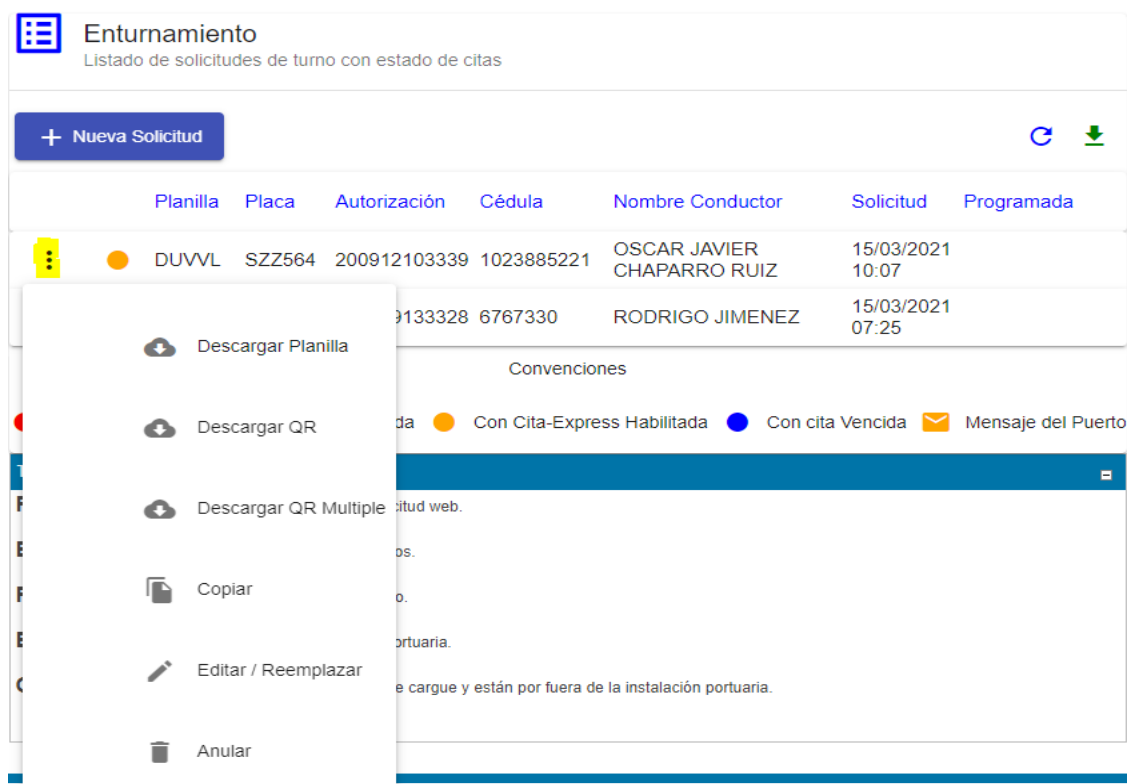 Enturnamiento
Listado de solicitudes de turno con estado de citas
+ Nueva Solicitud
Planilla Placa Autorización Cédula Nombre Conductor Solicitud Programada
DUVVL SZZ564 200912103339 1023885221 OSCAR JAVIER CHAPARRO RUIZ 15/03/2021 10:07
9133328 6767330 RODRIGO JIMENEZ 15/03/2021 07:25
Convenciones
da Con Cita-Express Habilitada Con cita Vencida Mensaje del Puerto
Descargar Planilla
Descargar QR
Descargar QR Multiple
Copiar
Editar / Reemplazar
Anular
citud web.
os.
o.
ortuaria.
e cargue y están por fuera de la instalación portuaria.